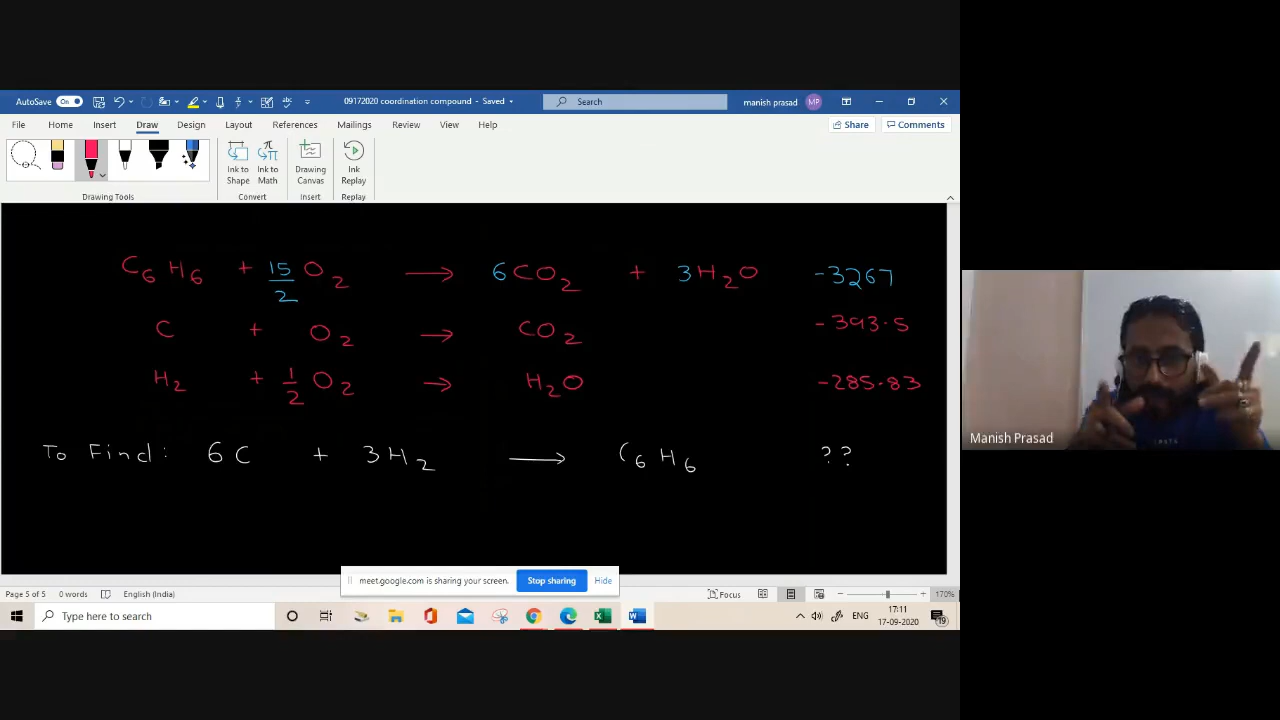 AutoSave On 09172020 coordination compound - Saved Search manish prasad MP
File Home Insert Draw Design Layout References Mailings Review View Help Share Comments
Ink to Shape Ink to Math Drawing Canvas Ink Replay
Drawing Tools Convert Insert Replay
C6H6 + 15/2 O2 → 6CO2 + 3H2O -3267
C + O2 → CO2 -393.5
H2 + 1/2 O2 → H2O -285.83
To Find: 6C + 3H2 → C6H6 ??
Manish Prasad
meet.google.com is sharing your screen. Stop sharing Hide
Page 5 of 5 0 words English (India) Focus 170%
Type here to search ENG 17:11
17-09-2020 19